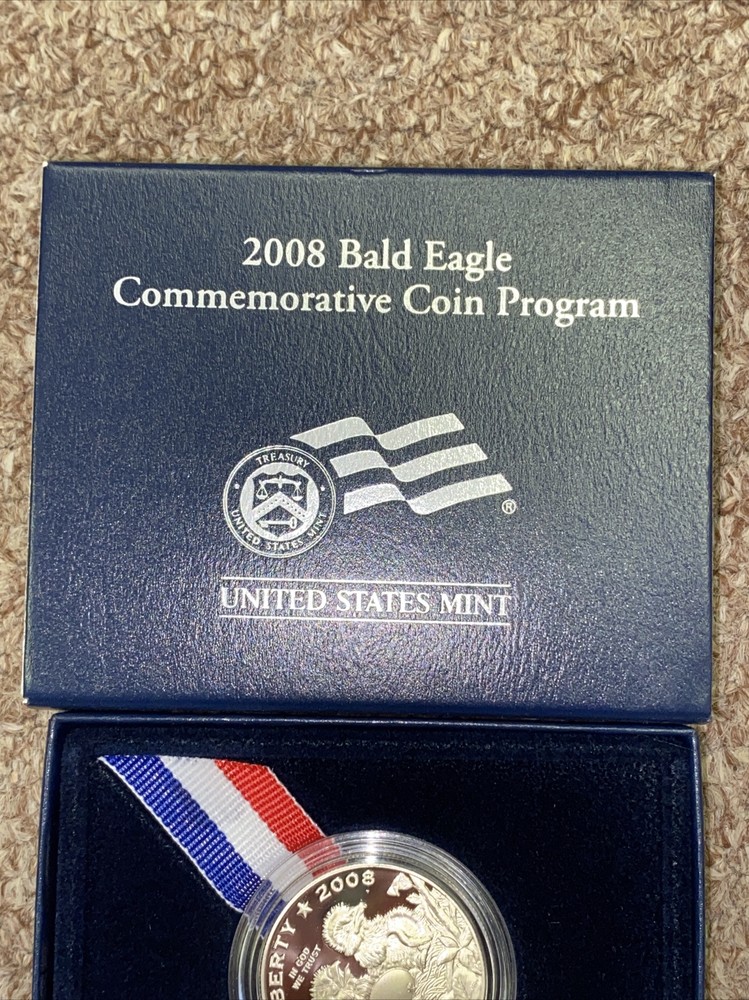 2008 Bald Eagle
Commemorative Coin Program
TREASURY
UNITED STATES MINT
®
UNITED STATES MINT
BERTY ★ 2008
IN GOD
WE TRUST